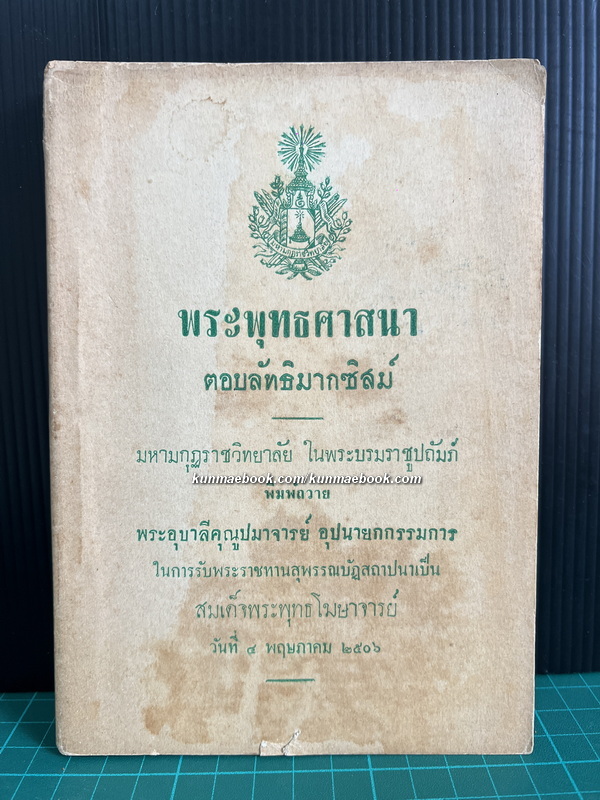 พระพุทธศาสนา
ตอบลัทธิมากซิสม์
มหามกุฏราชวิทยาลัย ในพระบรมราชูปถัมภ์
kunmaebook.com/kunmaebook.com
พิมพ์ถวาย
พระอุบาลีคุณูปมาจารย์ อุปนายกกรรมการ
ในการรับพระราชทานสุพรรณบัฏสถาปนาเป็น
สมเด็จพระพุทธโฆษาจารย์
วันที่ ๔ พฤษภาคม ๒๕๐๖